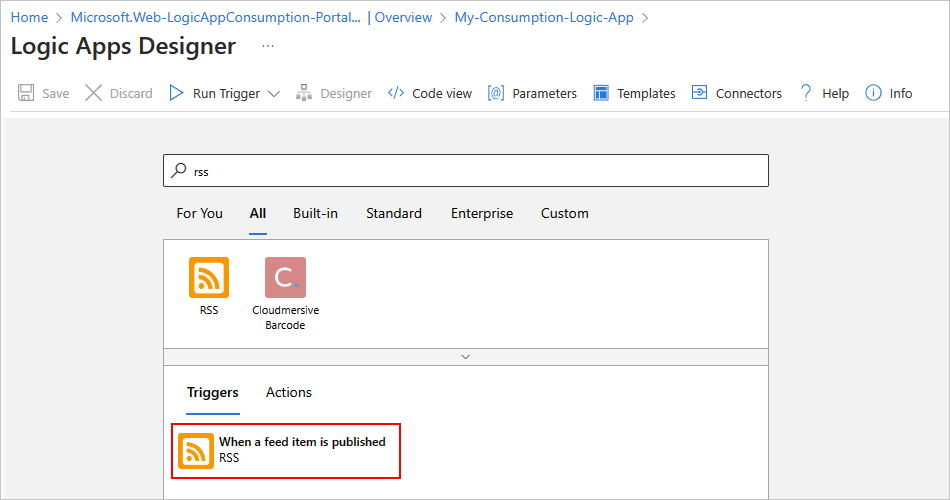 Home > Microsoft.Web-LogicAppConsumption-Portal... | Overview > My-Consumption-Logic-App >
Logic Apps Designer ...
Save Discard Run Trigger Designer </> Code view [@] Parameters Templates Connectors ? Help Info
rss
For You All Built-in Standard Enterprise Custom
RSS
C.
Cloudmersive
Barcode
Triggers Actions
When a feed item is published
RSS